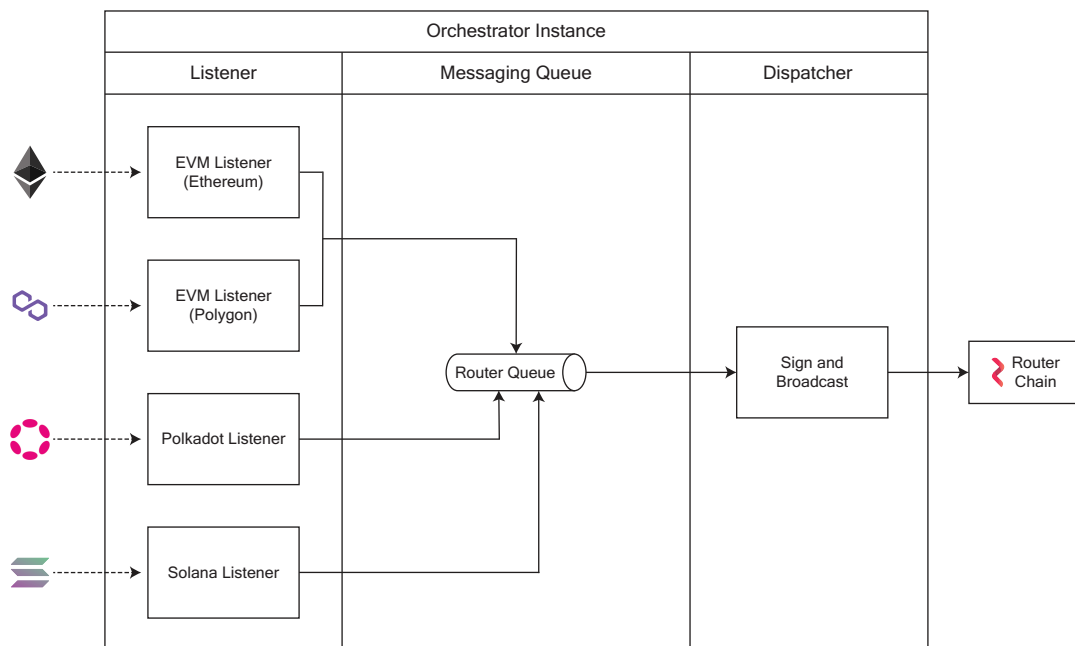 Orchestrator Instance
Listener
Messaging Queue
Dispatcher
EVM Listener
(Ethereum)
EVM Listener
(Polygon)
Polkadot Listener
Solana Listener
Router Queue
Sign and
Broadcast
Router
Chain